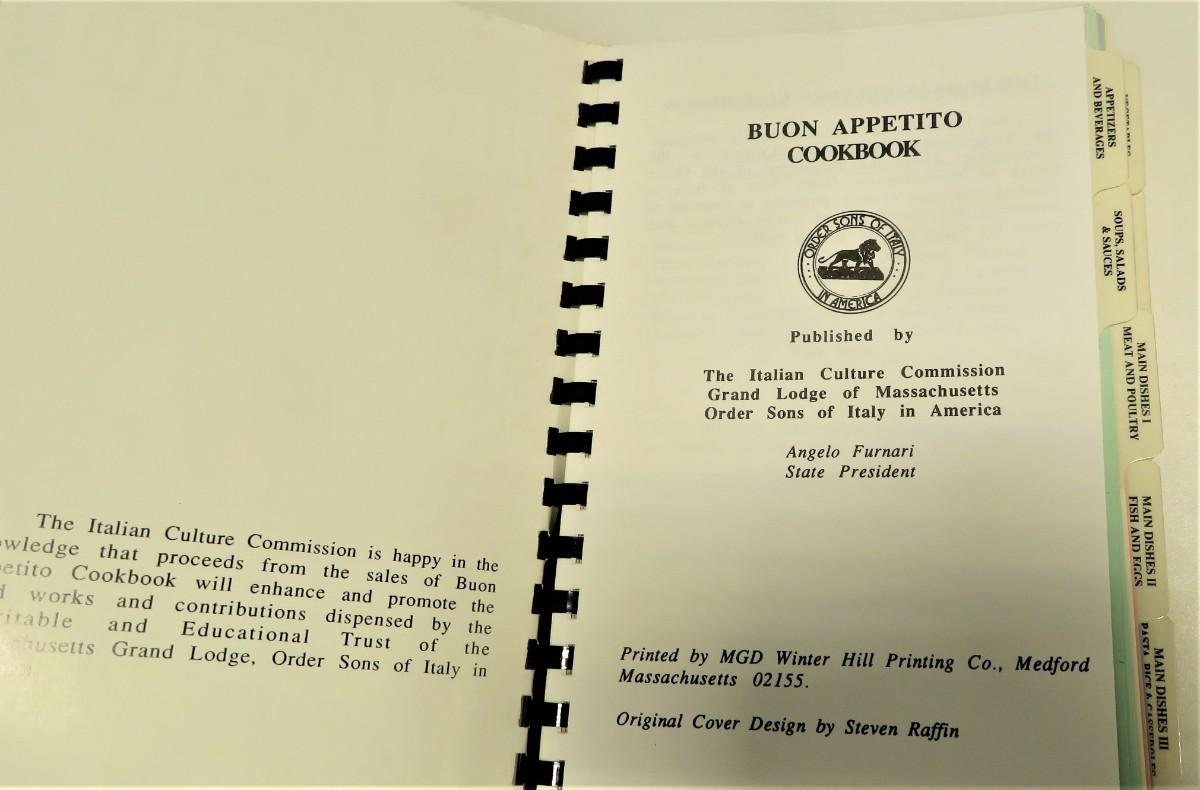 The Italian Culture Commission is happy in the
that proceeds from the sales of Buon
Cookbook will enhance and promote the
works and contributions dispensed by the
and Educational Trust of the
Grand Lodge, Order Sons of Italy in
BUON APPETITO
COOKBOOK
ORDER SONS OF ITALY
IN AMERICA
Published by
The Italian Culture Commission
Grand Lodge of Massachusetts
Order Sons of Italy in America
Angelo Furnari
State President
Printed by MGD Winter Hill Printing Co., Medford
Massachusetts 02155.
Original Cover Design by Steven Raffin
APPETIZERS
AND BEVERAGES
SOUPS, SALADS
& SAUCES
MAIN DISHES I
MEAT AND POULTRY
MAIN DISHES II
FISH AND EGGS
MAIN DISHES III
PASTA, RICE & CASSEROLES